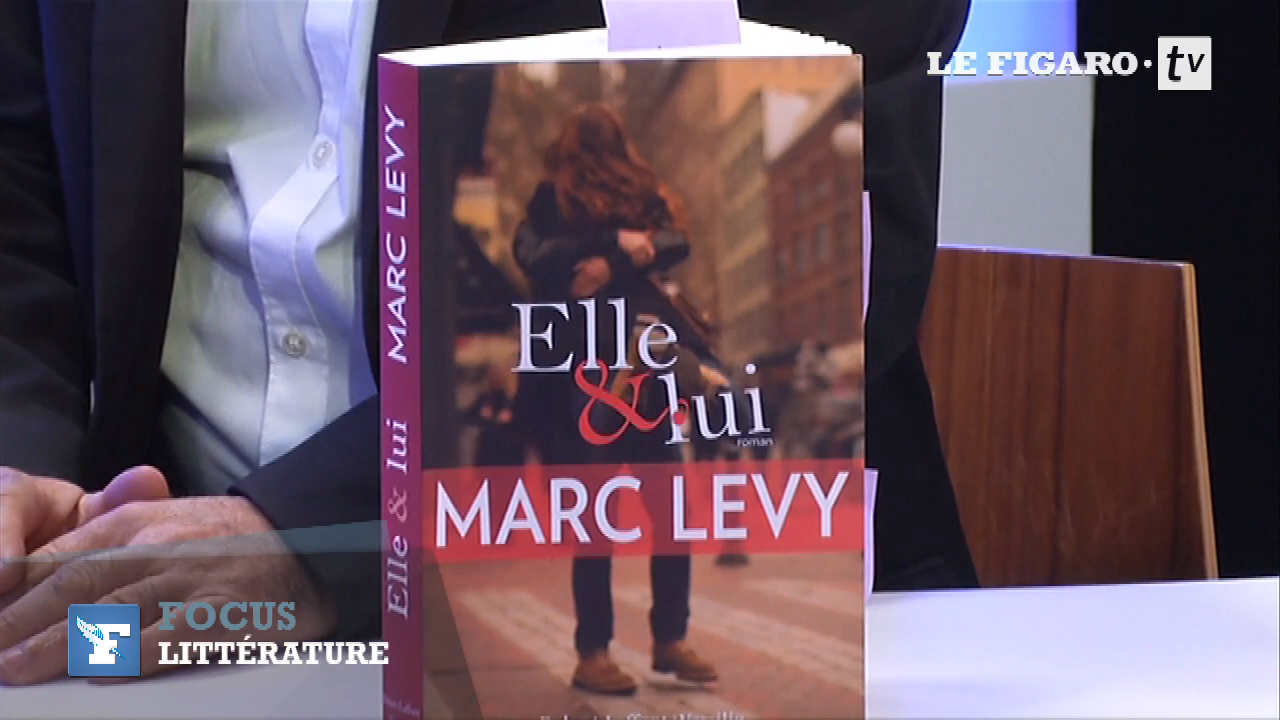 LE FIGARO · tv
MARC LEVY
Elle & lui
Elle
& lui
roman
MARC LEVY
FOCUS
LITTÉRATURE